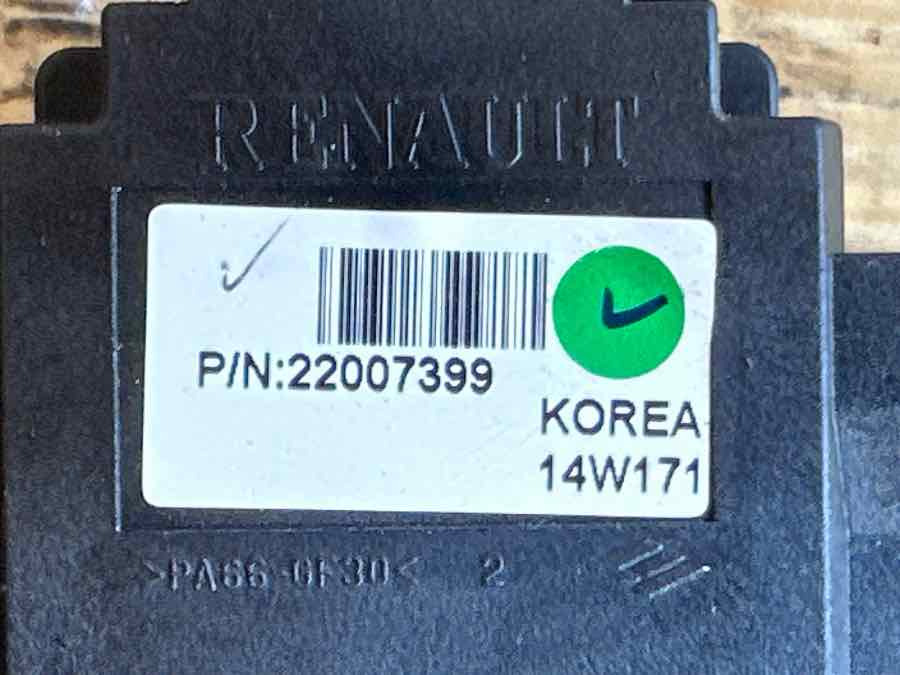 RENAULT
P/N:22007399
KOREA
14W171
>PA66-GF30< 2